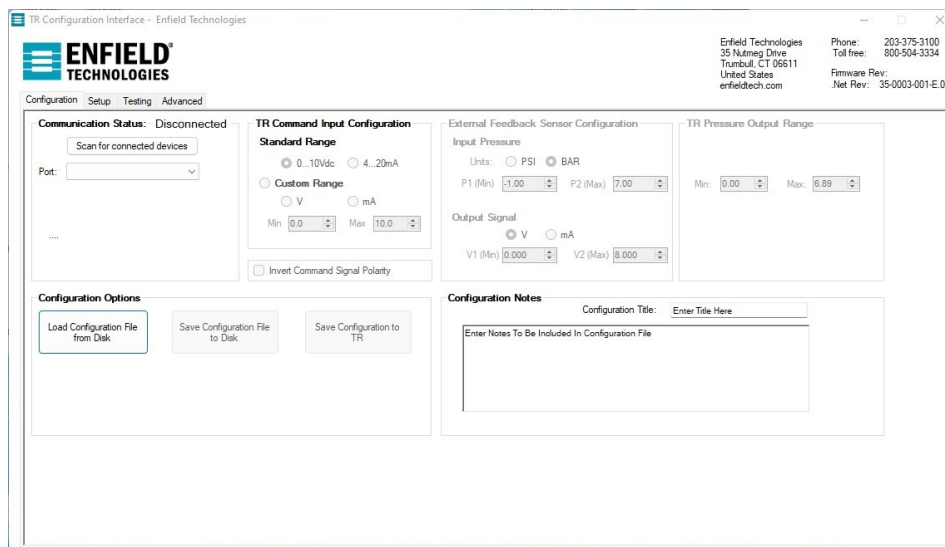 TR Configuration Interface - Enfield Technologies
ENFIELD®
TECHNOLOGIES
Enfield Technologies
35 Nutmeg Drive
Trumbull, CT 06611
United States
enfieldtech.com
Phone: 203-375-3100
Toll free: 800-504-3334
Firmware Rev:
.Net Rev: 35-0003-001-E.0
Configuration Setup Testing Advanced
Communication Status: Disconnected
Scan for connected devices
Port:
....
TR Command Input Configuration
Standard Range
0...10Vdc 4...20mA
Custom Range
V mA
Min 0.0 Max 10.0
Invert Command Signal Polarity
External Feedback Sensor Configuration
Input Pressure
Units: PSI BAR
P1 (Min) -1.00 P2 (Max) 7.00
Output Signal
V mA
V1 (Min) 0.000 V2 (Max) 8.000
TR Pressure Output Range
Min: 0.00 Max: 6.89
Configuration Options
Load Configuration File
from Disk
Save Configuration File
to Disk
Save Configuration to
TR
Configuration Notes
Configuration Title: Enter Title Here
Enter Notes To Be Included In Configuration File